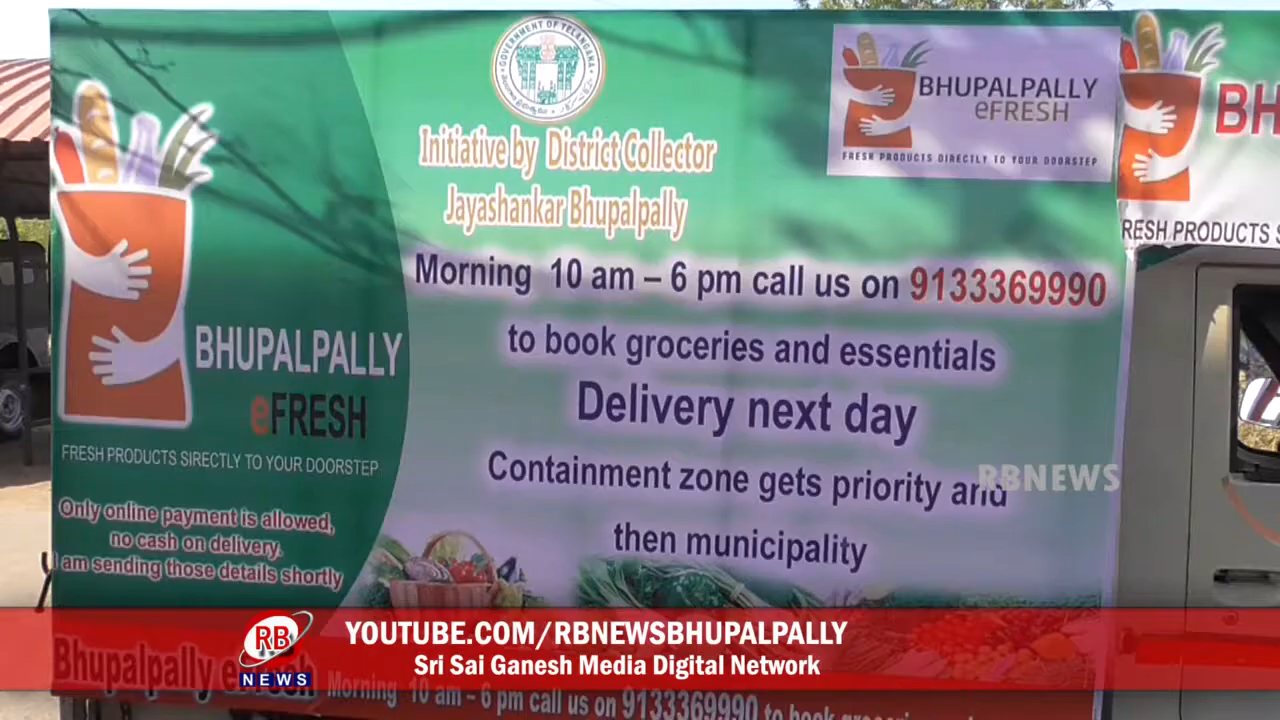 GOVERNMENT OF TELANGANA
Initiative by District Collector
Jayashankar Bhupalpally
BHUPALPALLY
eFRESH
FRESH PRODUCTS DIRECTLY TO YOUR DOORSTEP
BH
RESH PRODUCTS
Morning 10 am – 6 pm call us on 9133369990
to book groceries and essentials
Delivery next day
Containment zone gets priority and
then municipality
BHUPALPALLY
eFRESH
FRESH PRODUCTS SIRECTLY TO YOUR DOORSTEP
Only online payment is allowed,
no cash on delivery.
I am sending those details shortly
RBNEWS
RB
NEWS
YOUTUBE.COM/RBNEWSBHUPALPALLY
Sri Sai Ganesh Media Digital Network
Bhupalpally efresh
Morning 10 am – 6 pm call us on 9133369990 to book